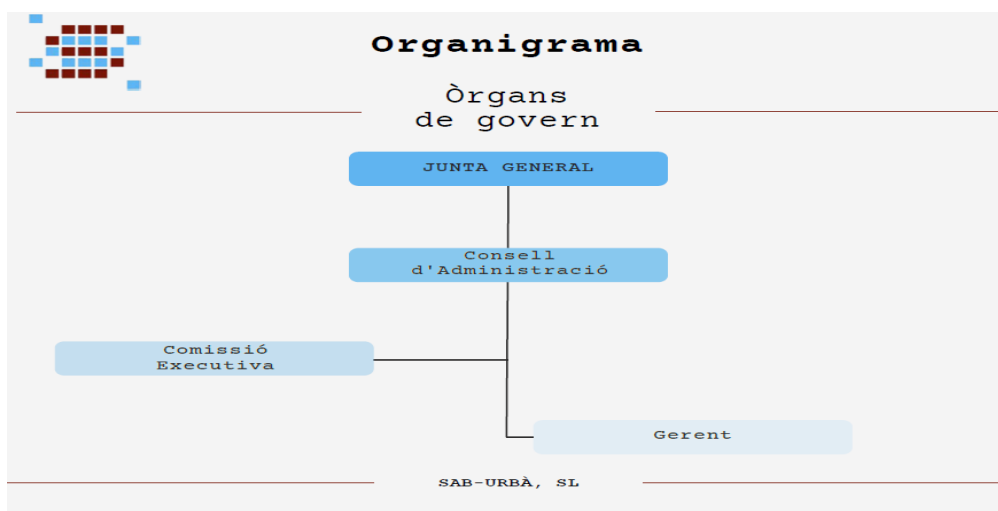 Organigrama
Òrgans
de govern
JUNTA GENERAL
Consell
d'Administració
Comissió
Executiva
Gerent
SAB-URBÀ, SL